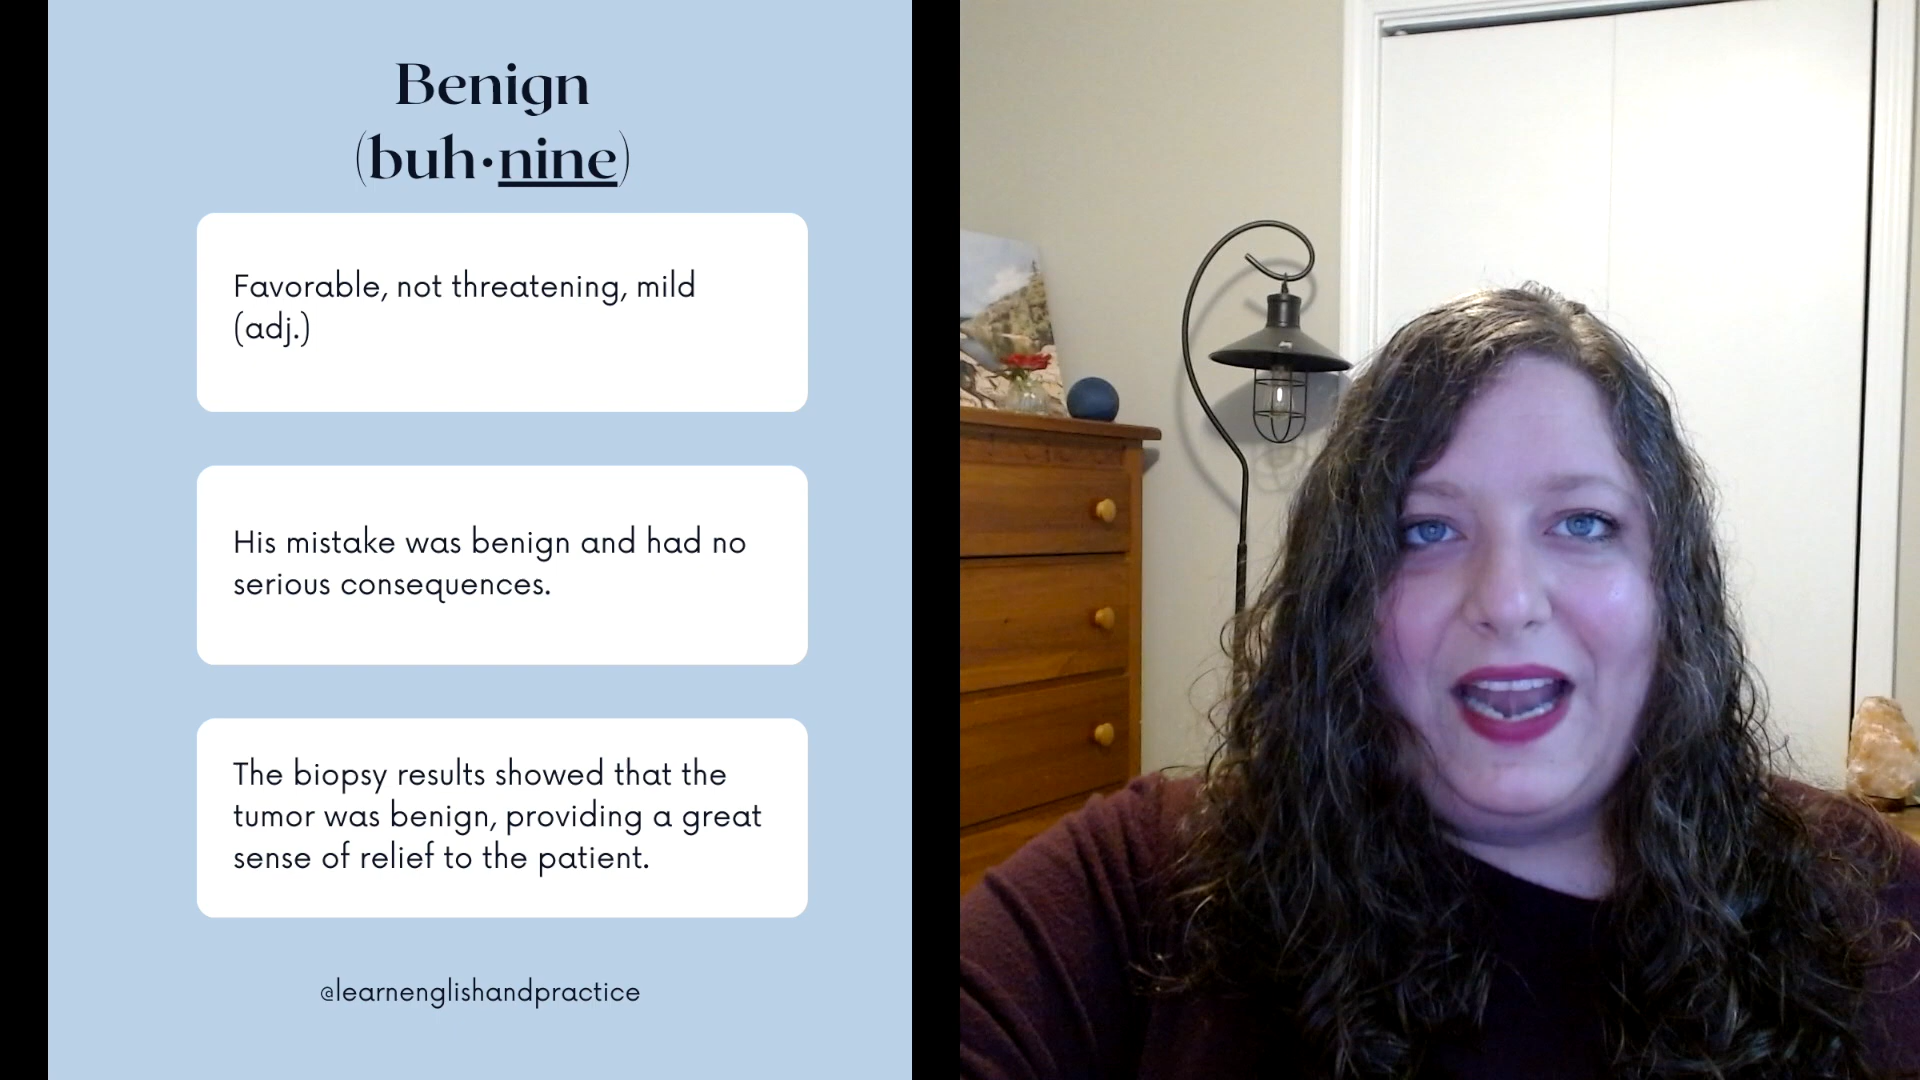 Benign
(buh·nine)
Favorable, not threatening, mild
(adj.)
His mistake was benign and had no
serious consequences.
The biopsy results showed that the
tumor was benign, providing a great
sense of relief to the patient.
@learnenglishandpractice